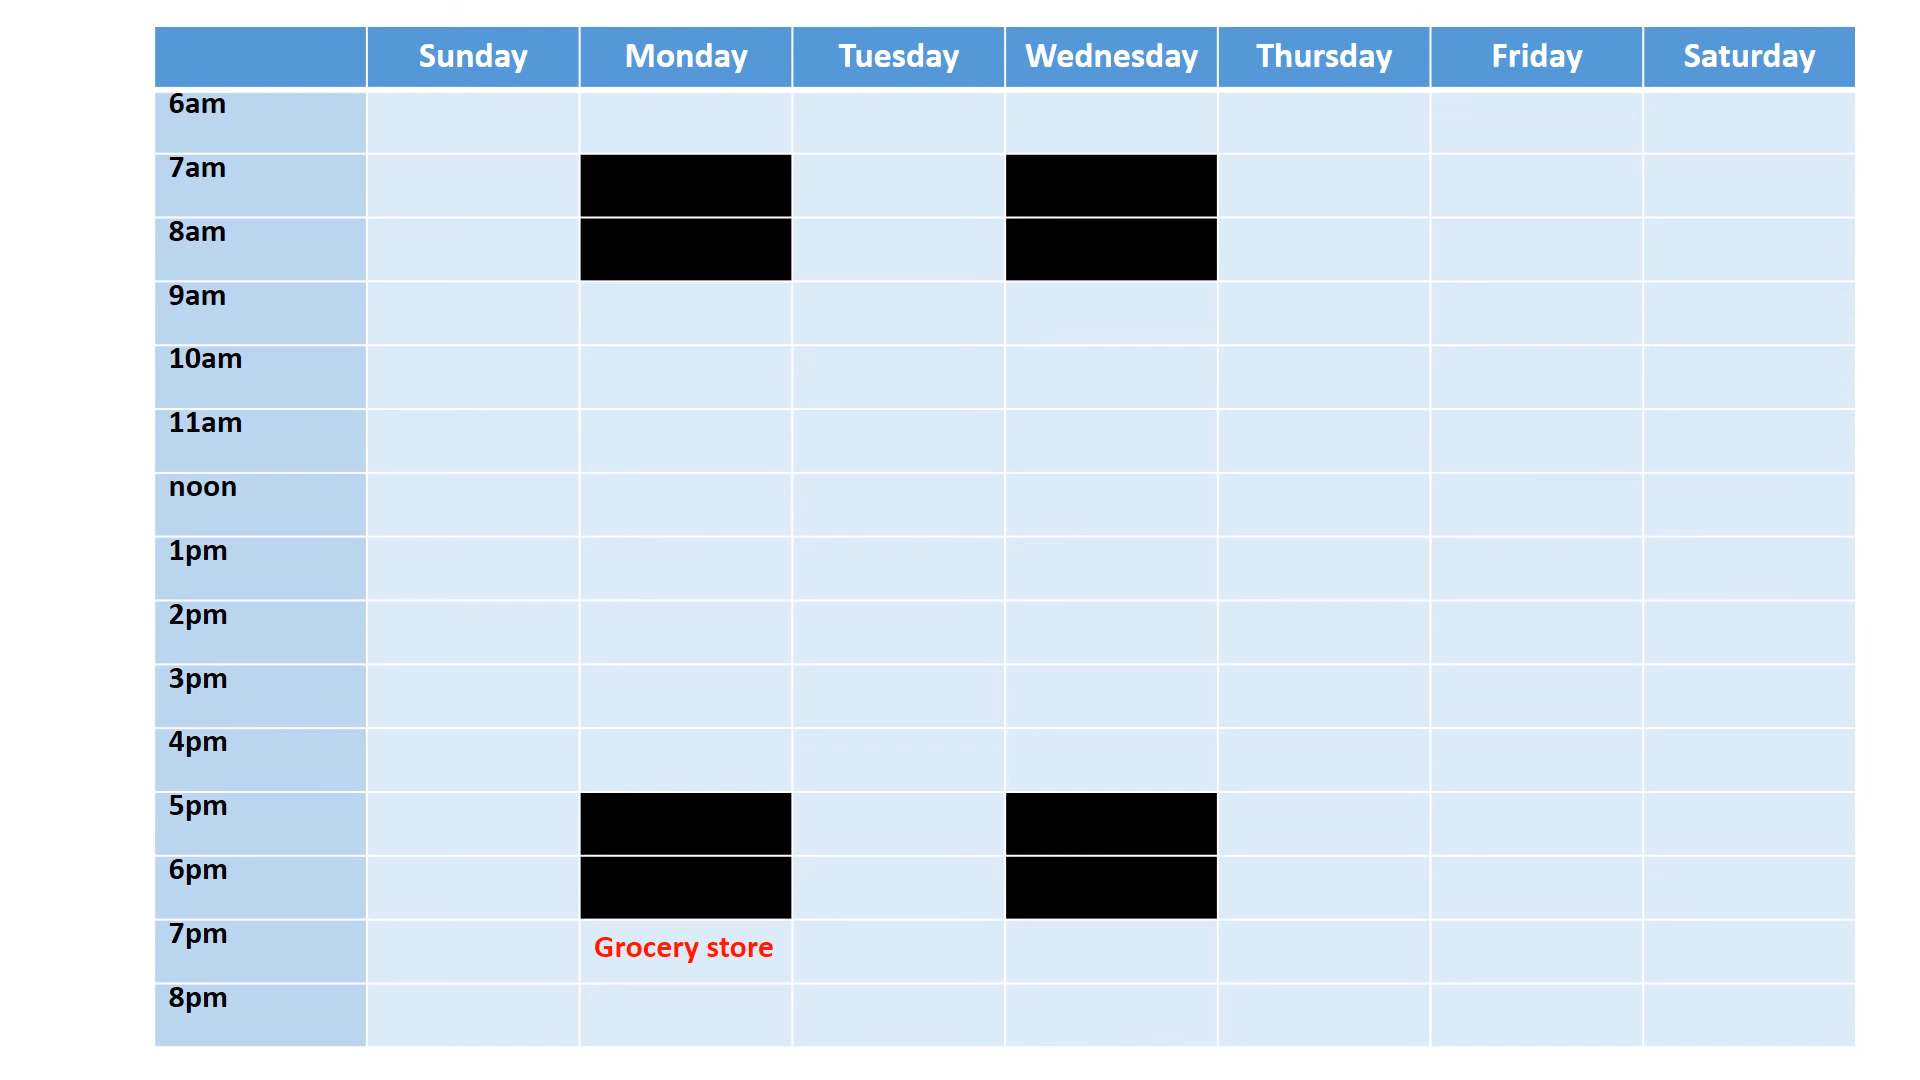 Sunday Monday Tuesday Wednesday Thursday Friday Saturday
6am
7am
8am
9am
10am
11am
noon
1pm
2pm
3pm
4pm
5pm
6pm
7pm Grocery store
8pm